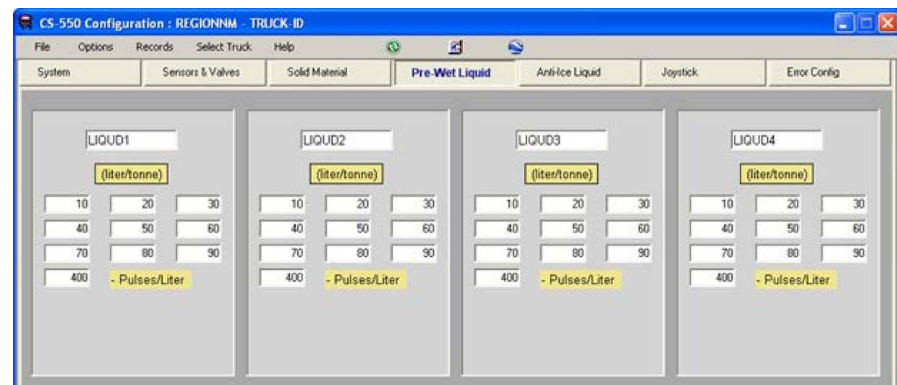 CS-550 Configuration : REGIONNM - TRUCK-ID
File Options Records Select Truck Help
System Sensors & Valves Solid Material Pre-Wet Liquid Anti-Ice Liquid Joystick Error Config
LIQUD1 LIQUD2 LIQUD3 LIQUD4
(liter/tonne) (liter/tonne) (liter/tonne) (liter/tonne)
10 20 30 10 20 30 10 20 30 10 20 30
40 50 60 40 50 60 40 50 60 40 50 60
70 80 90 70 80 90 70 80 90 70 80 90
400 - Pulses/Liter 400 - Pulses/Liter 400 - Pulses/Liter 400 - Pulses/Liter